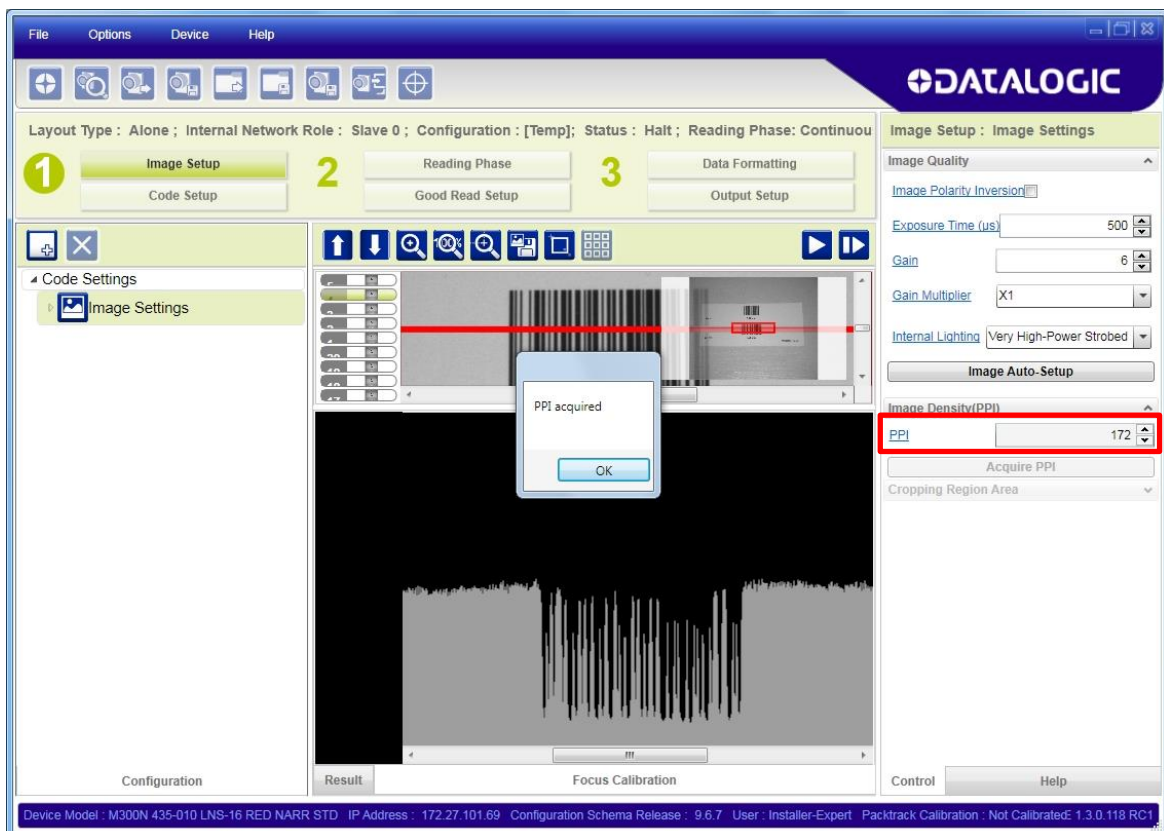 File Options Device Help
DATALOGIC
Layout Type : Alone ; Internal Network Role : Slave 0 ; Configuration : [Temp]; Status : Halt ; Reading Phase: Continuou
1 Image Setup 2 Reading Phase 3 Data Formatting
Code Setup Good Read Setup Output Setup
Image Setup : Image Settings
Image Quality
Image Polarity Inversion
Exposure Time (µs) 500
Gain 6
Gain Multiplier X1
Internal Lighting Very High-Power Strobed
Image Auto-Setup
Image Density(PPI)
PPI 172
Acquire PPI
Cropping Region Area
100%
Code Settings
Image Settings
PPI acquired
OK
Configuration Result Focus Calibration Control Help
Device Model : M300N 435-010 LNS-16 RED NARR STD IP Address : 172.27.101.69 Configuration Schema Release : 9.6.7 User : Installer-Expert Packtrack Calibration : Not CalibratedE 1.3.0.118 RC1